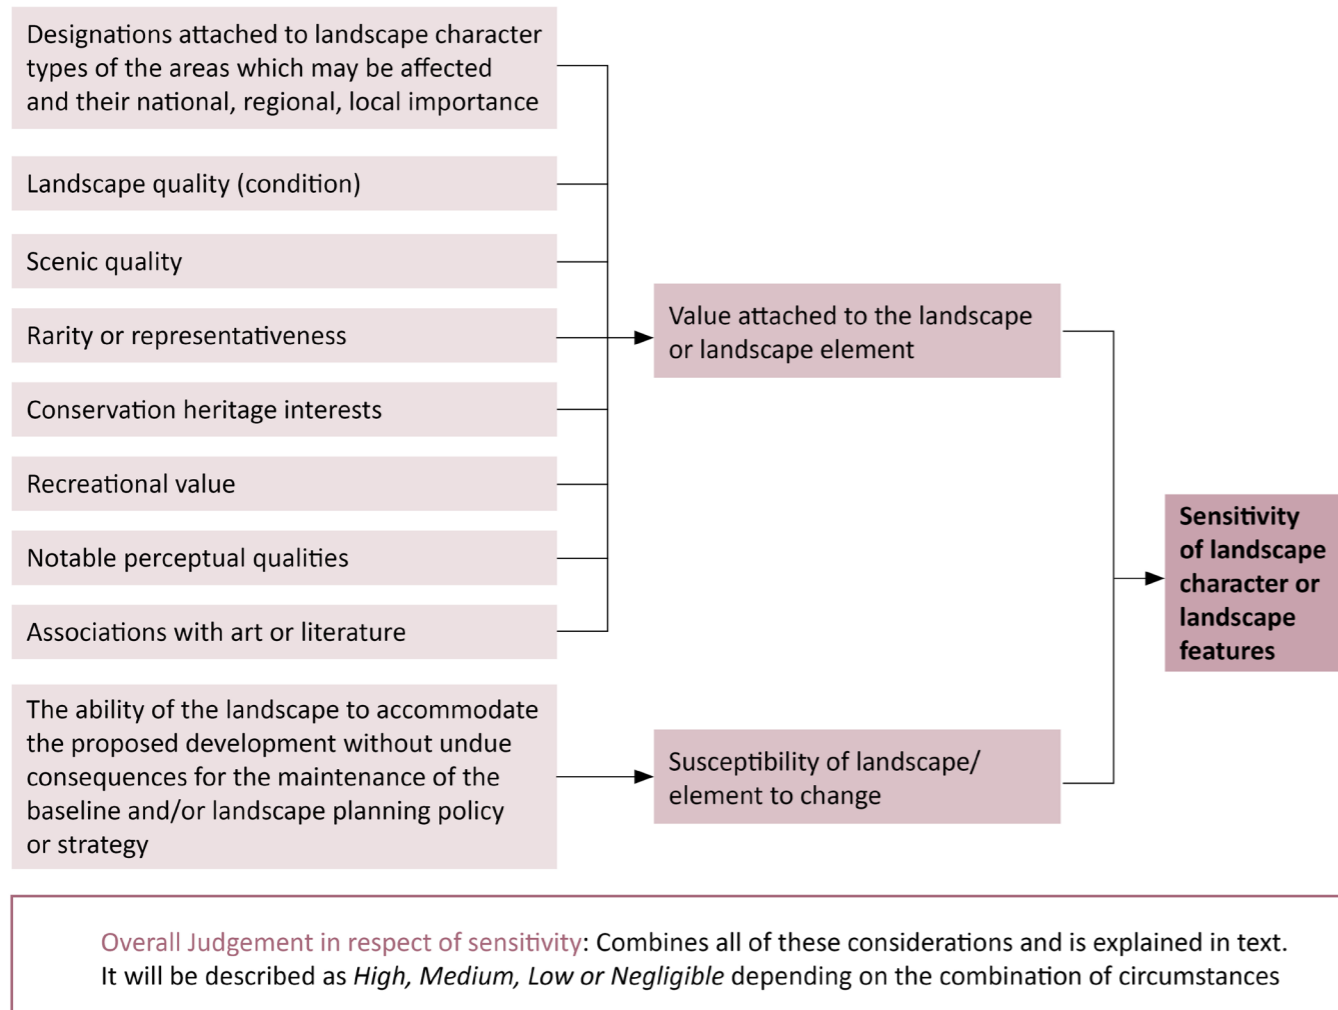 Designations attached to landscape character
types of the areas which may be affected
and their national, regional, local importance
Landscape quality (condition)
Scenic quality
Rarity or representativeness
Conservation heritage interests
Recreational value
Notable perceptual qualities
Associations with art or literature
The ability of the landscape to accommodate
the proposed development without undue
consequences for the maintenance of the
baseline and/or landscape planning policy
or strategy
Value attached to the landscape
or landscape element
Susceptibility of landscape/
element to change
Sensitivity
of landscape
character or
landscape
features
Overall Judgement in respect of sensitivity: Combines all of these considerations and is explained in text.
It will be described as High, Medium, Low or Negligible depending on the combination of circumstances